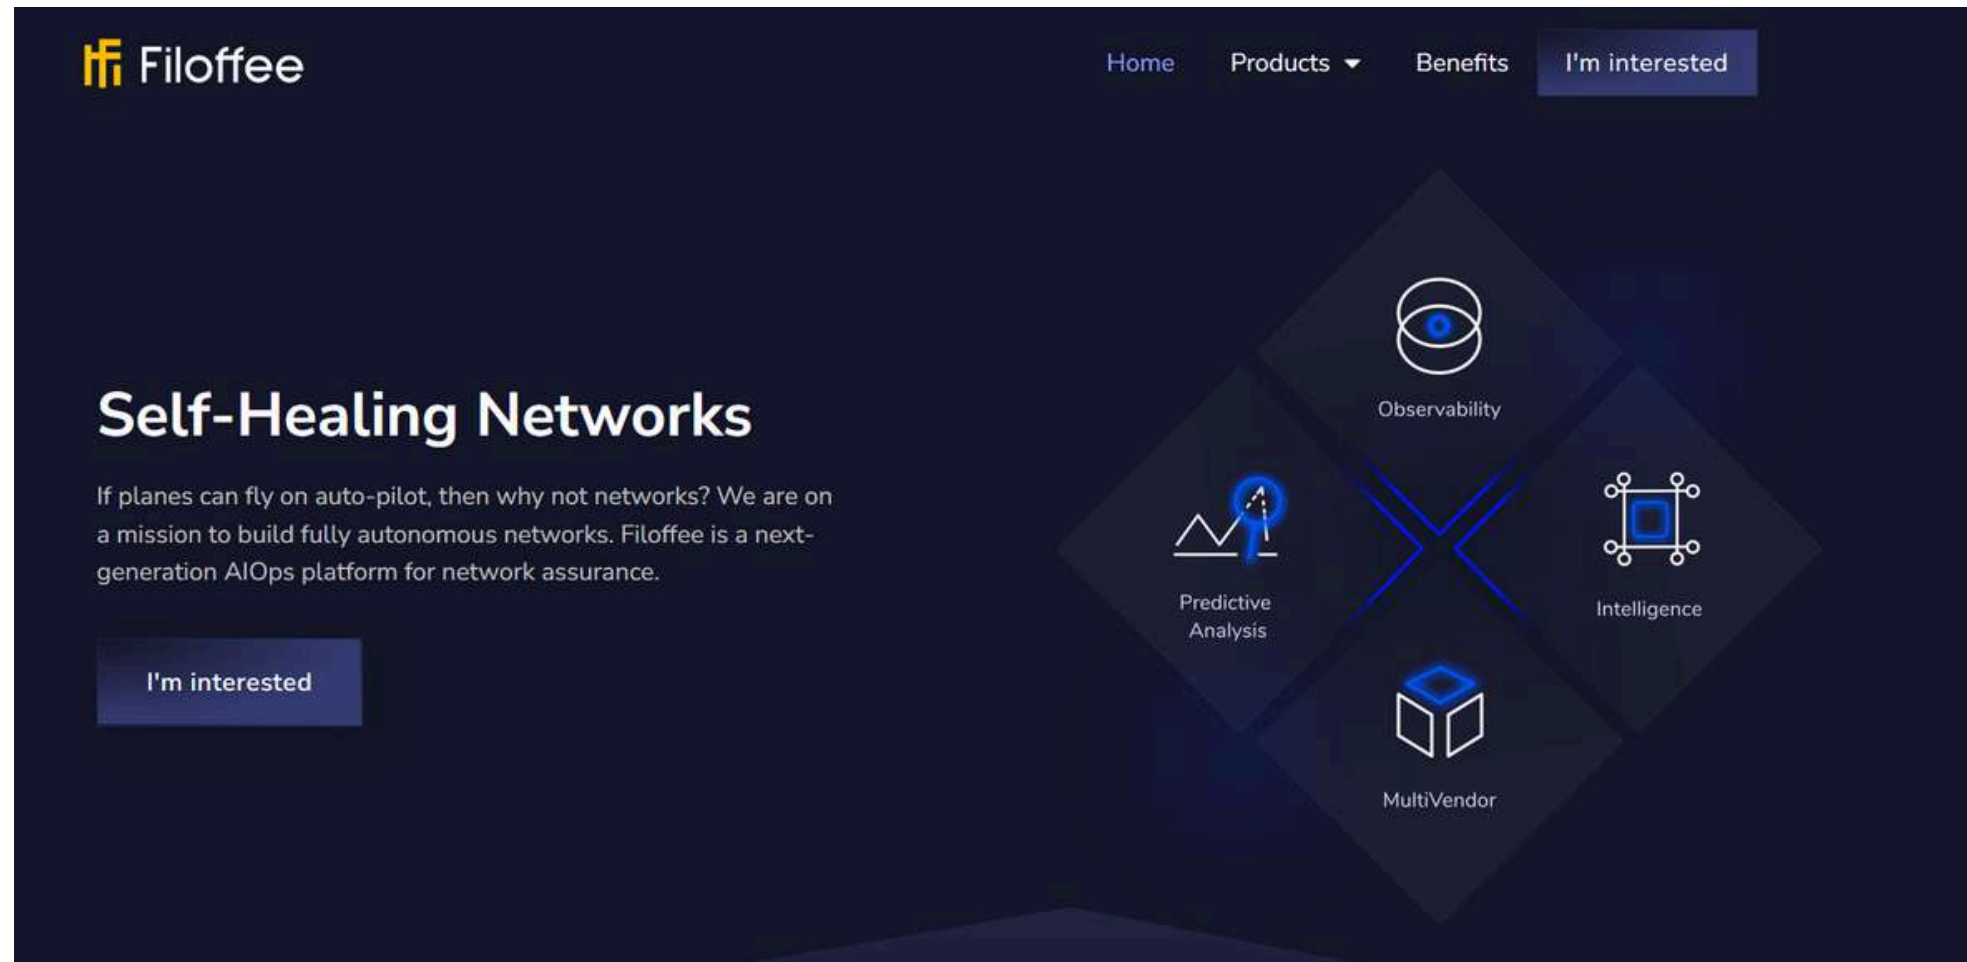 Filoffee
Home
Products
Benefits
I'm interested
Self-Healing Networks
If planes can fly on auto-pilot, then why not networks? We are on
a mission to build fully autonomous networks. Filoffee is a next-
generation AIOps platform for network assurance.
I'm interested
Observability
Predictive
Analysis
Intelligence
MultiVendor